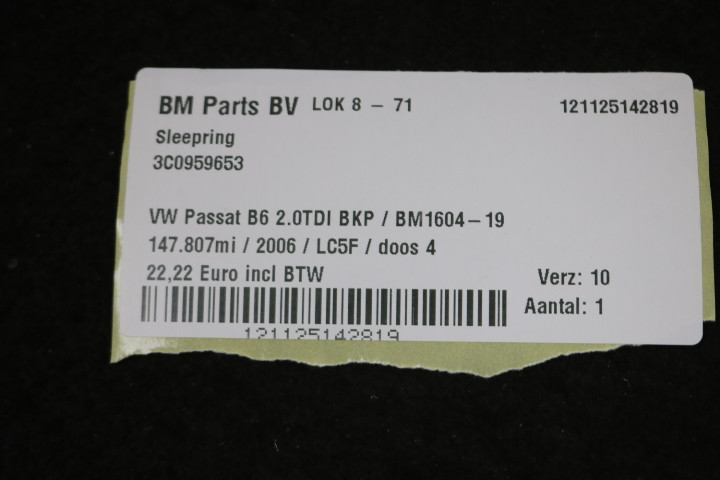 BM Parts BV LOK 8 - 71 121125142819
Sleepring
3C0959653
VW Passat B6 2.0TDI BKP / BM1604-19
147.807mi / 2006 / LC5F / doos 4
22,22 Euro incl BTW Verz: 10
Aantal: 1
121125142819